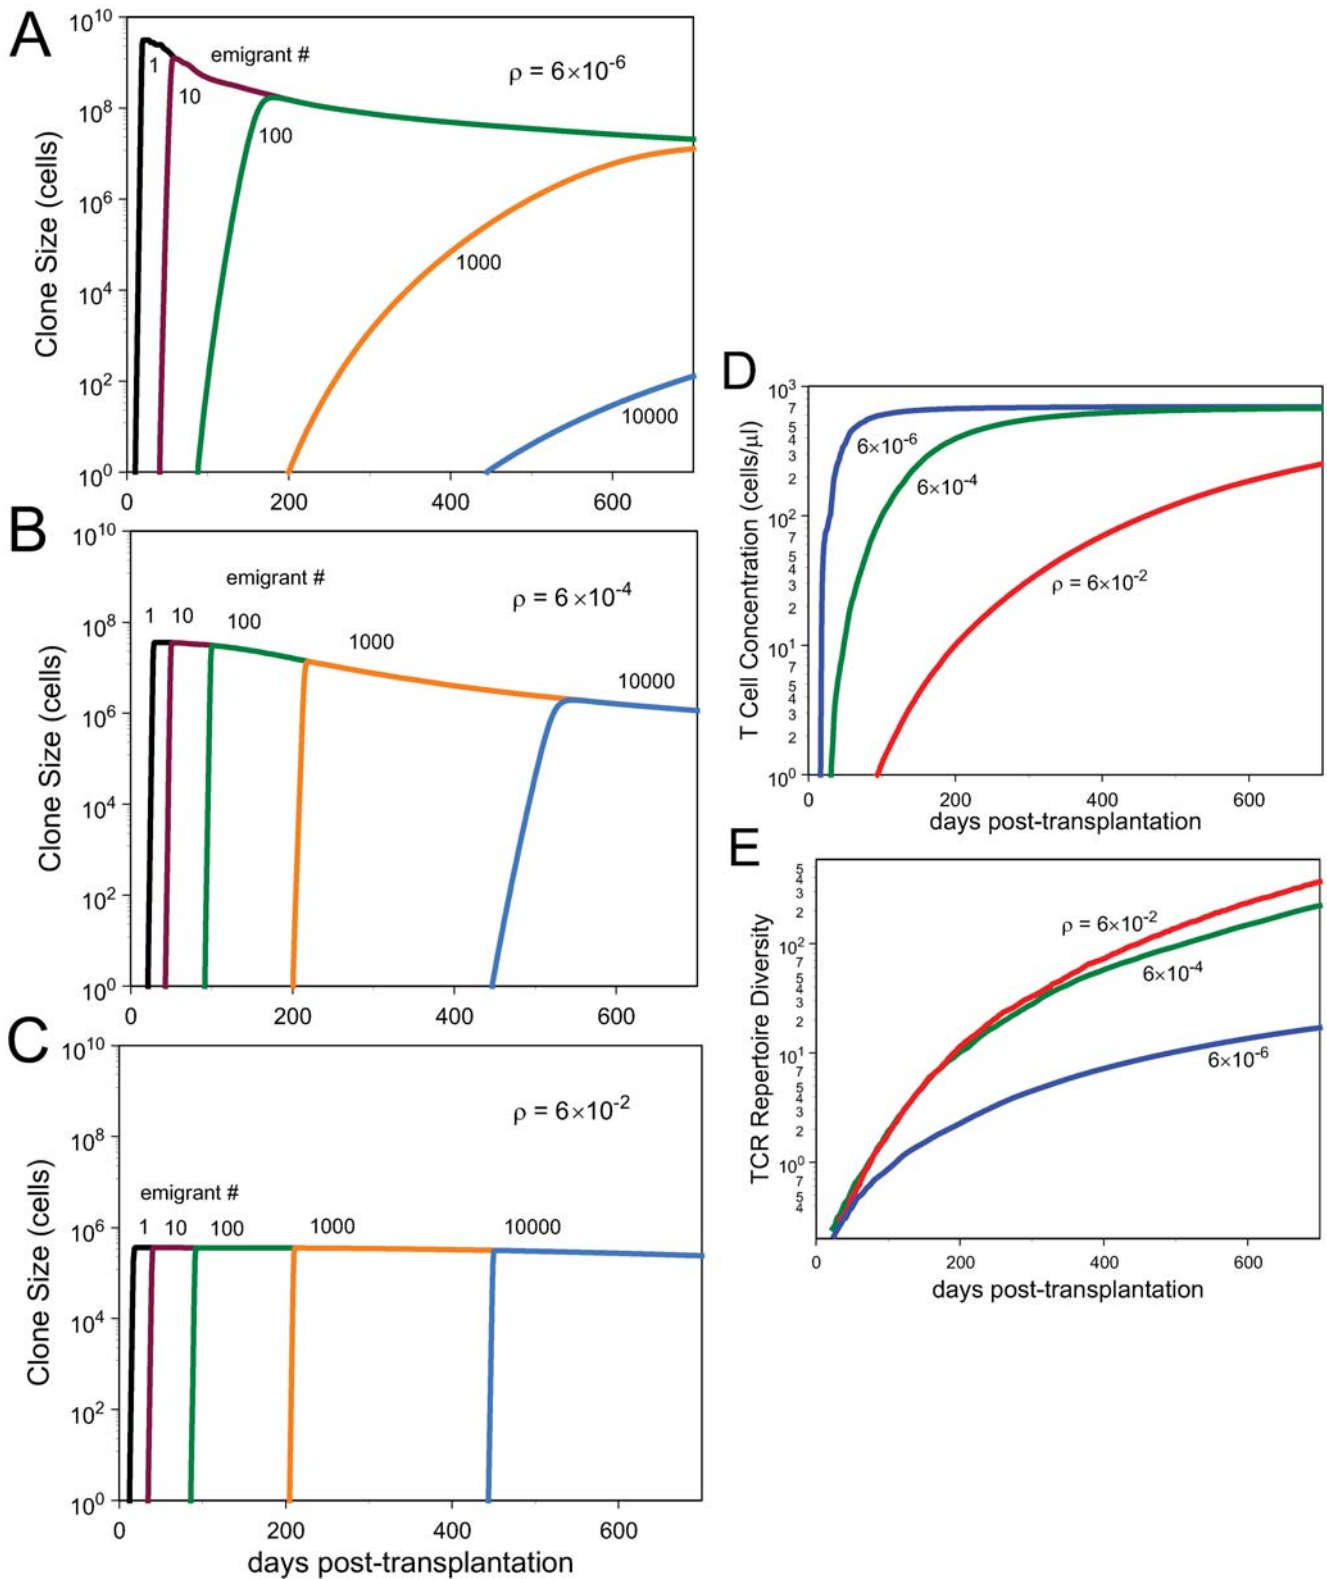 A
10^10
10^8
10^6
10^4
10^2
10^0
Clone Size (cells)
emigrant #
ρ = 6×10^-6
1
10
100
1000
10000
0 200 400 600
B
10^10
10^8
10^6
10^4
10^2
10^0
Clone Size (cells)
emigrant #
ρ = 6×10^-4
1 10 100 1000 10000
0 200 400 600
C
10^10
10^8
10^6
10^4
10^2
10^0
Clone Size (cells)
ρ = 6×10^-2
emigrant #
1 10 100 1000 10000
0 200 400 600
days post-transplantation
D
10^3
7
5
4
3
2
10^2
7
5
4
3
2
10^1
7
5
4
3
2
10^0
T Cell Concentration (cells/μl)
6×10^-6
6×10^-4
ρ = 6×10^-2
0 200 400 600
days post-transplantation
E
5
4
3
2
10^2
7
5
4
3
2
10^1
7
5
4
3
2
10^0
7
5
4
TCR Repertoire Diversity
ρ = 6×10^-2
6×10^-4
6×10^-6
0 200 400 600
days post-transplantation